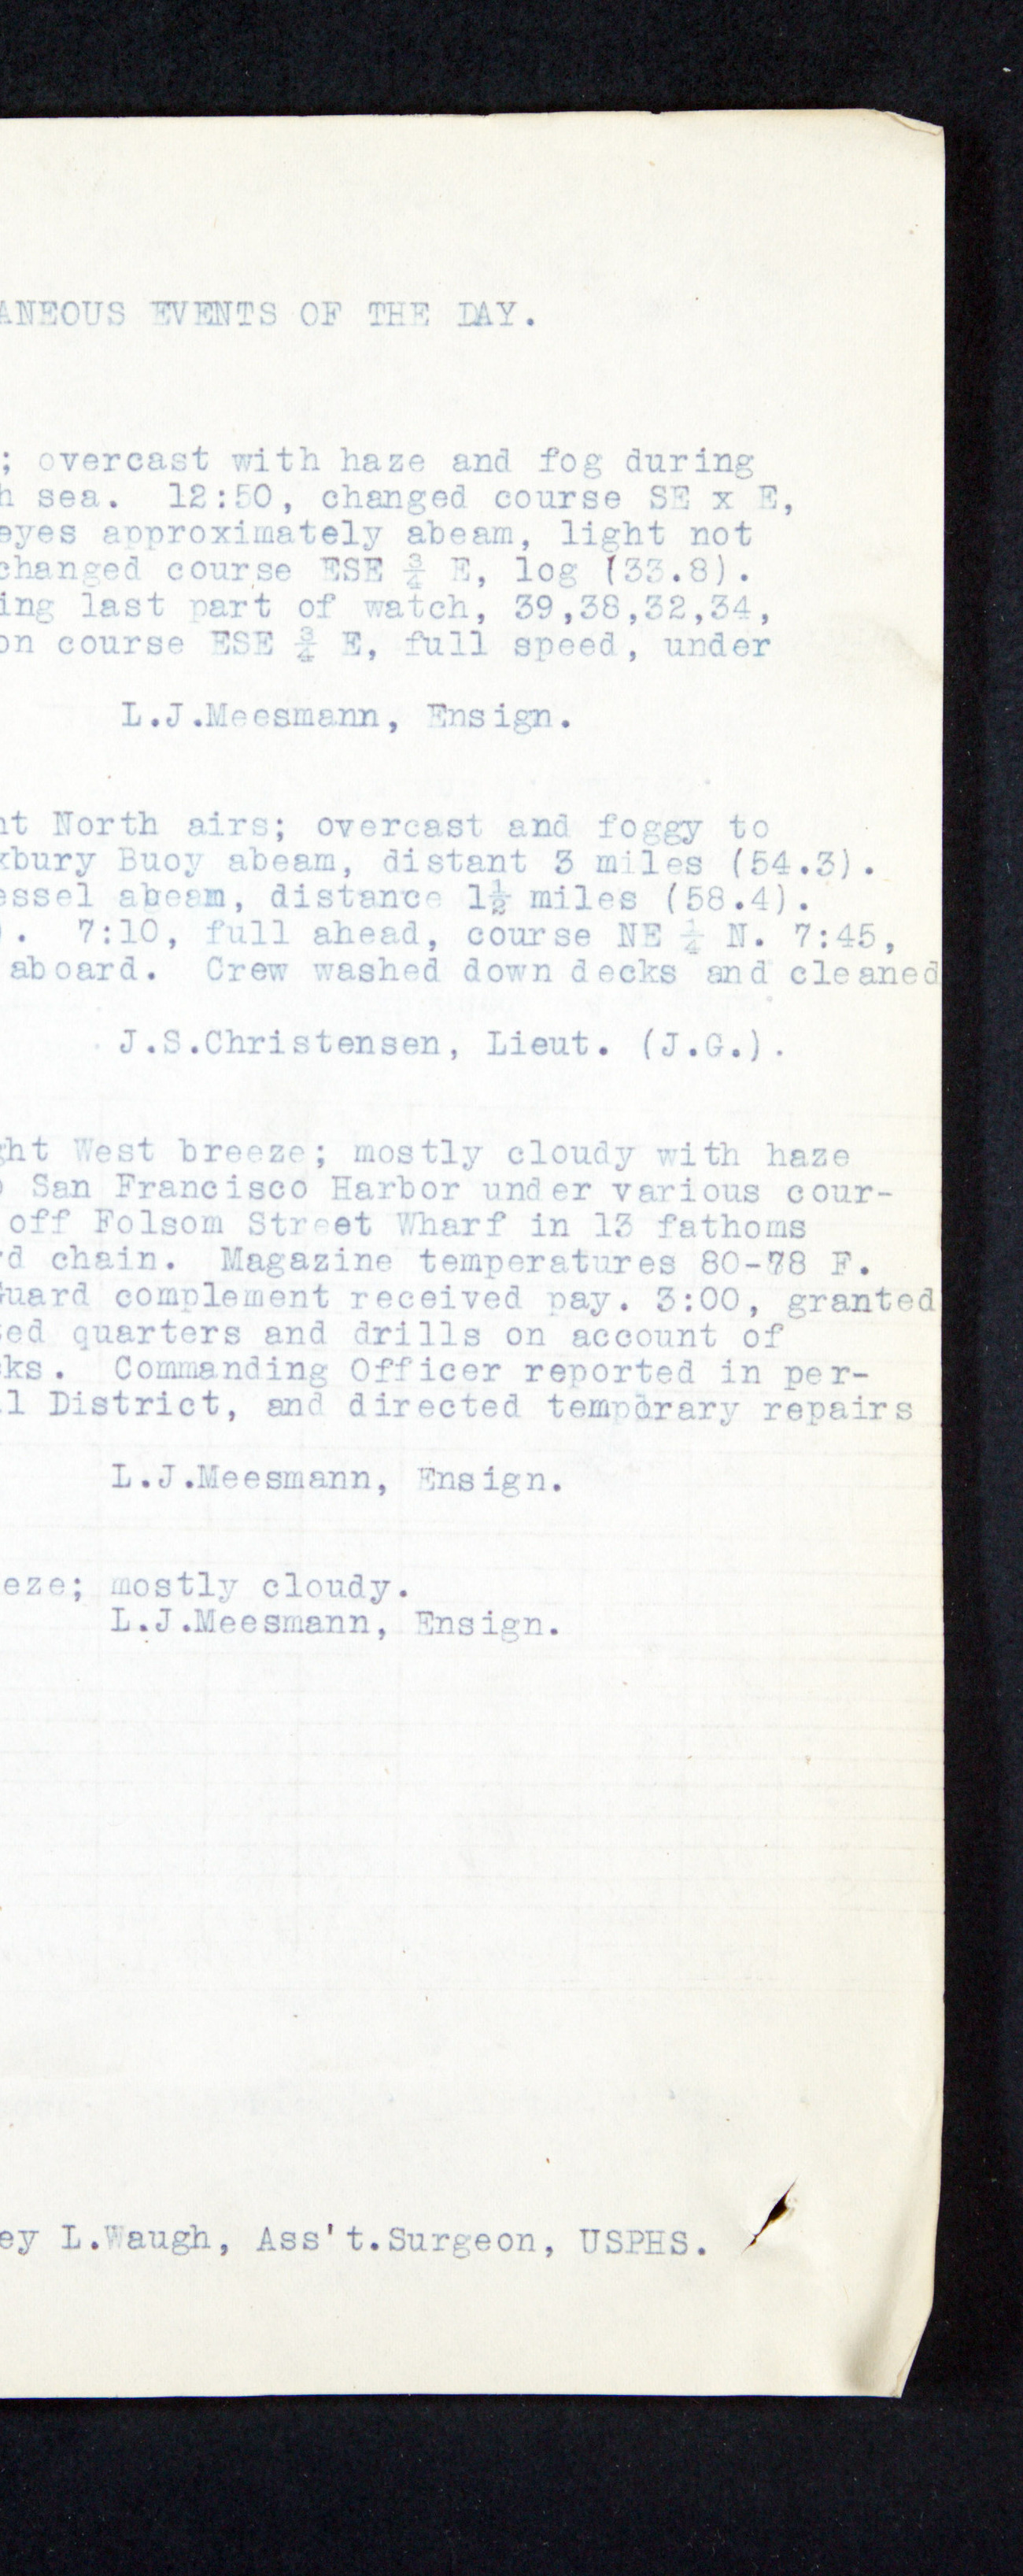 ANEOUS EVENTS OF THE DAY.
; overcast with haze and fog during
h sea. 12:50, changed course SE x E,
eyes approximately abeam, light not
changed course ESE ¾ E, log (33.8).
ing last part of watch, 39,38,32,34,
on course ESE ¾ E, full speed, under
L.J.Meesmann, Ensign.
ht North airs; overcast and foggy to
xbury Buoy abeam, distant 3 miles (54.3).
essel abeam, distance 1½ miles (58.4).
). 7:10, full ahead, course NE ¼ N. 7:45,
aboard. Crew washed down decks and cleaned
J.S.Christensen, Lieut. (J.G.).
ght West breeze; mostly cloudy with haze
o San Francisco Harbor under various cour-
off Folsom Street Wharf in 13 fathoms
rd chain. Magazine temperatures 80-78 F.
Guard complement received pay. 3:00, granted
sed quarters and drills on account of
cks. Commanding Officer reported in per-
al District, and directed temporary repairs
L.J.Meesmann, Ensign.
eeze; mostly cloudy.
L.J.Meesmann, Ensign.
ey L.Waugh, Ass't.Surgeon, USPHS.